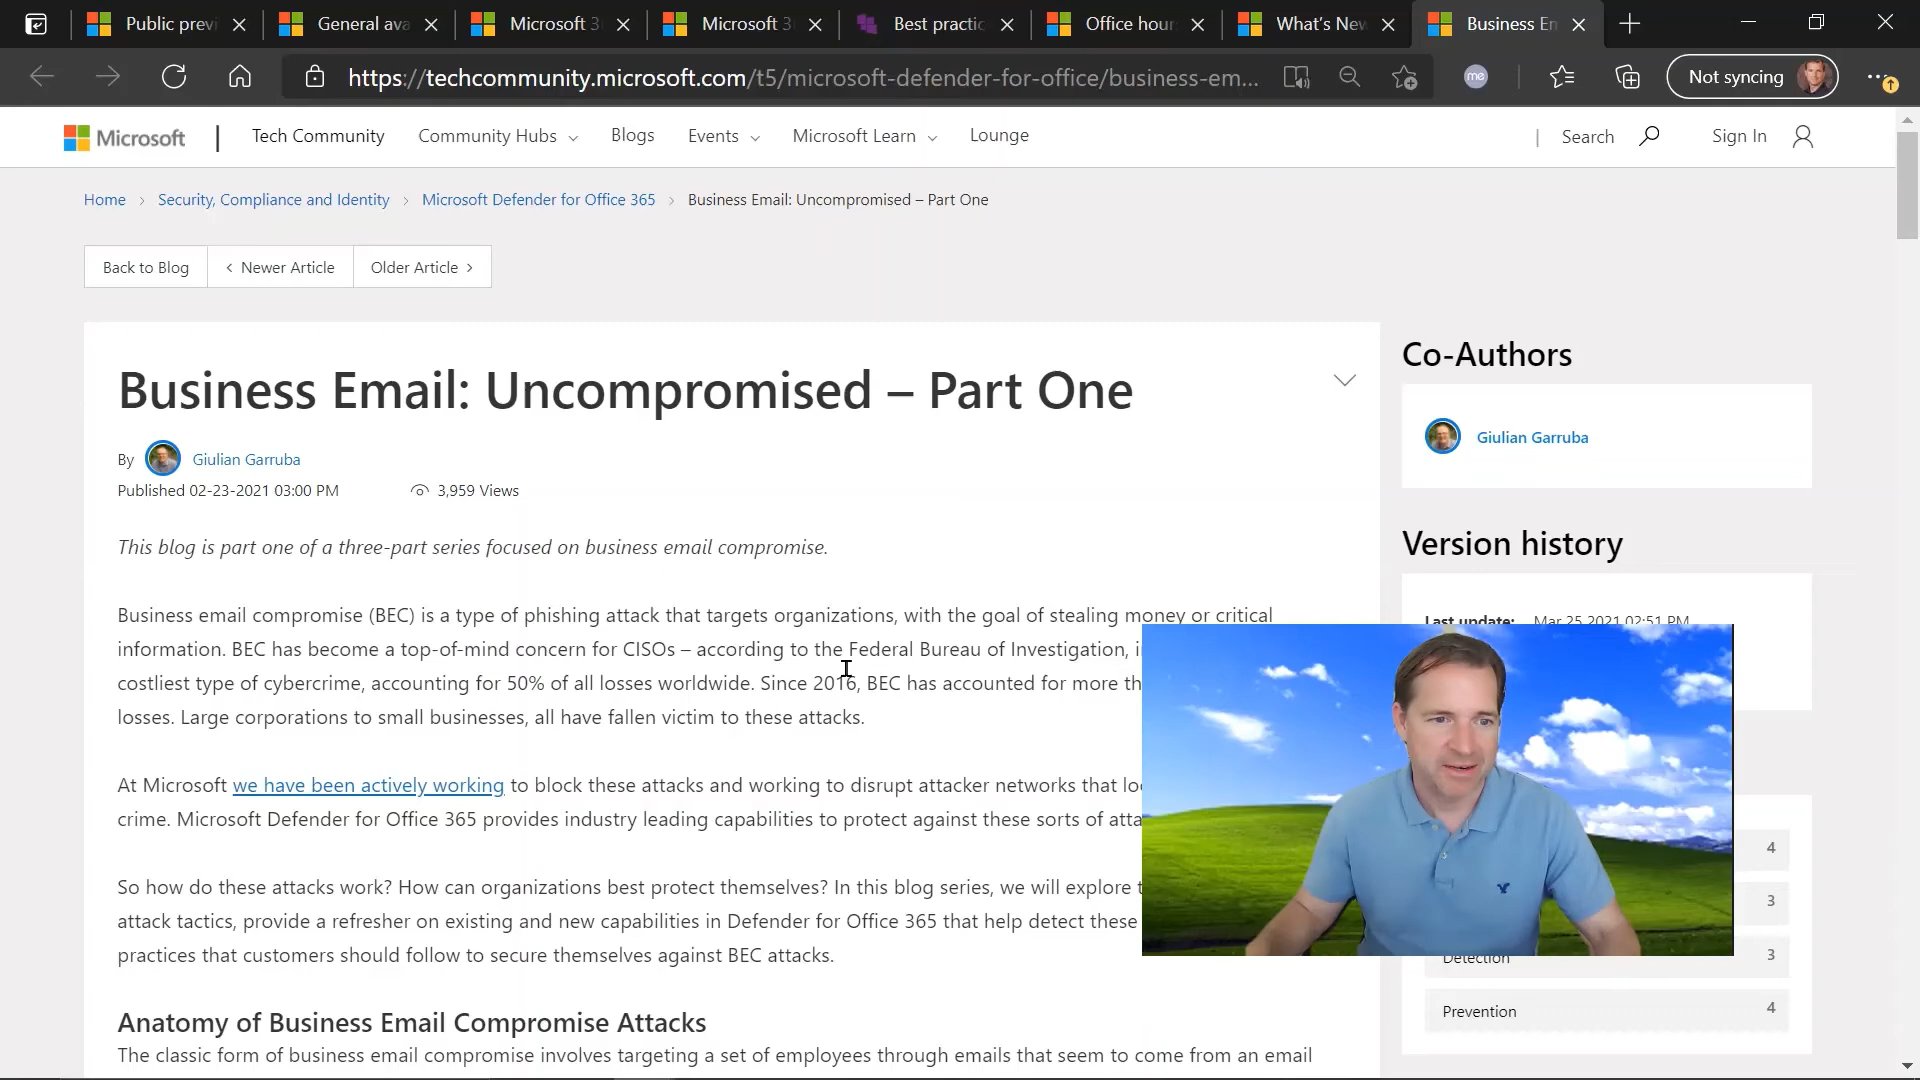 Public previ
General ava
Microsoft 3
Microsoft 3
Best practic
Office hour
What's New
Business Em
https://techcommunity.microsoft.com/t5/microsoft-defender-for-office/business-em...
me
Not syncing
Microsoft
Tech Community
Community Hubs
Blogs
Events
Microsoft Learn
Lounge
Search
Sign In
Home > Security, Compliance and Identity > Microsoft Defender for Office 365 > Business Email: Uncompromised – Part One
Back to Blog
< Newer Article
Older Article >
Business Email: Uncompromised – Part One
By Giulian Garruba
Published 02-23-2021 03:00 PM
3,959 Views
This blog is part one of a three-part series focused on business email compromise.
Business email compromise (BEC) is a type of phishing attack that targets organizations, with the goal of stealing money or critical
information. BEC has become a top-of-mind concern for CISOs – according to the Federal Bureau of Investigation,
costliest type of cybercrime, accounting for 50% of all losses worldwide. Since 2016, BEC has accounted for more th
losses. Large corporations to small businesses, all have fallen victim to these attacks.
At Microsoft we have been actively working to block these attacks and working to disrupt attacker networks that
crime. Microsoft Defender for Office 365 provides industry leading capabilities to protect against these sorts of atta
So how do these attacks work? How can organizations best protect themselves? In this blog series, we will explore
attack tactics, provide a refresher on existing and new capabilities in Defender for Office 365 that help detect these
practices that customers should follow to secure themselves against BEC attacks.
Anatomy of Business Email Compromise Attacks
The classic form of business email compromise involves targeting a set of employees through emails that seem to come from an email
Co-Authors
Giulian Garruba
Version history
Last update: Mar 25 2021 02:51 PM
4
3
Detection 3
Prevention 4